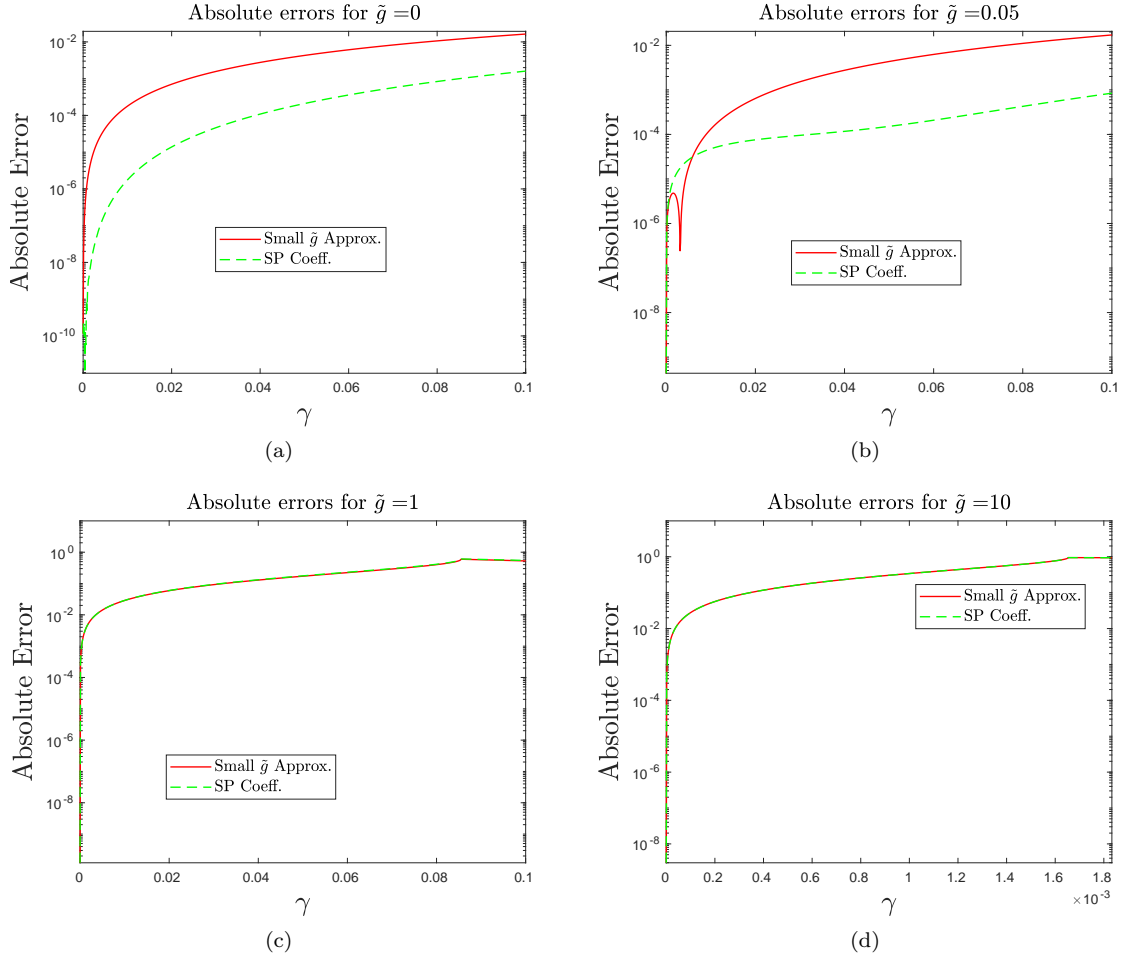 Absolute errors for g̃ =0
Absolute Error
10^-2
10^-4
10^-6
10^-8
10^-10
Small g̃ Approx.
SP Coeff.
0 0.02 0.04 0.06 0.08 0.1
γ
(a)
Absolute errors for g̃ =0.05
Absolute Error
10^-2
10^-4
10^-6
10^-8
Small g̃ Approx.
SP Coeff.
0 0.02 0.04 0.06 0.08 0.1
γ
(b)
Absolute errors for g̃ =1
Absolute Error
10^0
10^-2
10^-4
10^-6
10^-8
Small g̃ Approx.
SP Coeff.
0 0.02 0.04 0.06 0.08 0.1
γ
(c)
Absolute errors for g̃ =10
Absolute Error
10^0
10^-2
10^-4
10^-6
10^-8
Small g̃ Approx.
SP Coeff.
0 0.2 0.4 0.6 0.8 1 1.2 1.4 1.6 1.8
×10^-3
γ
(d)